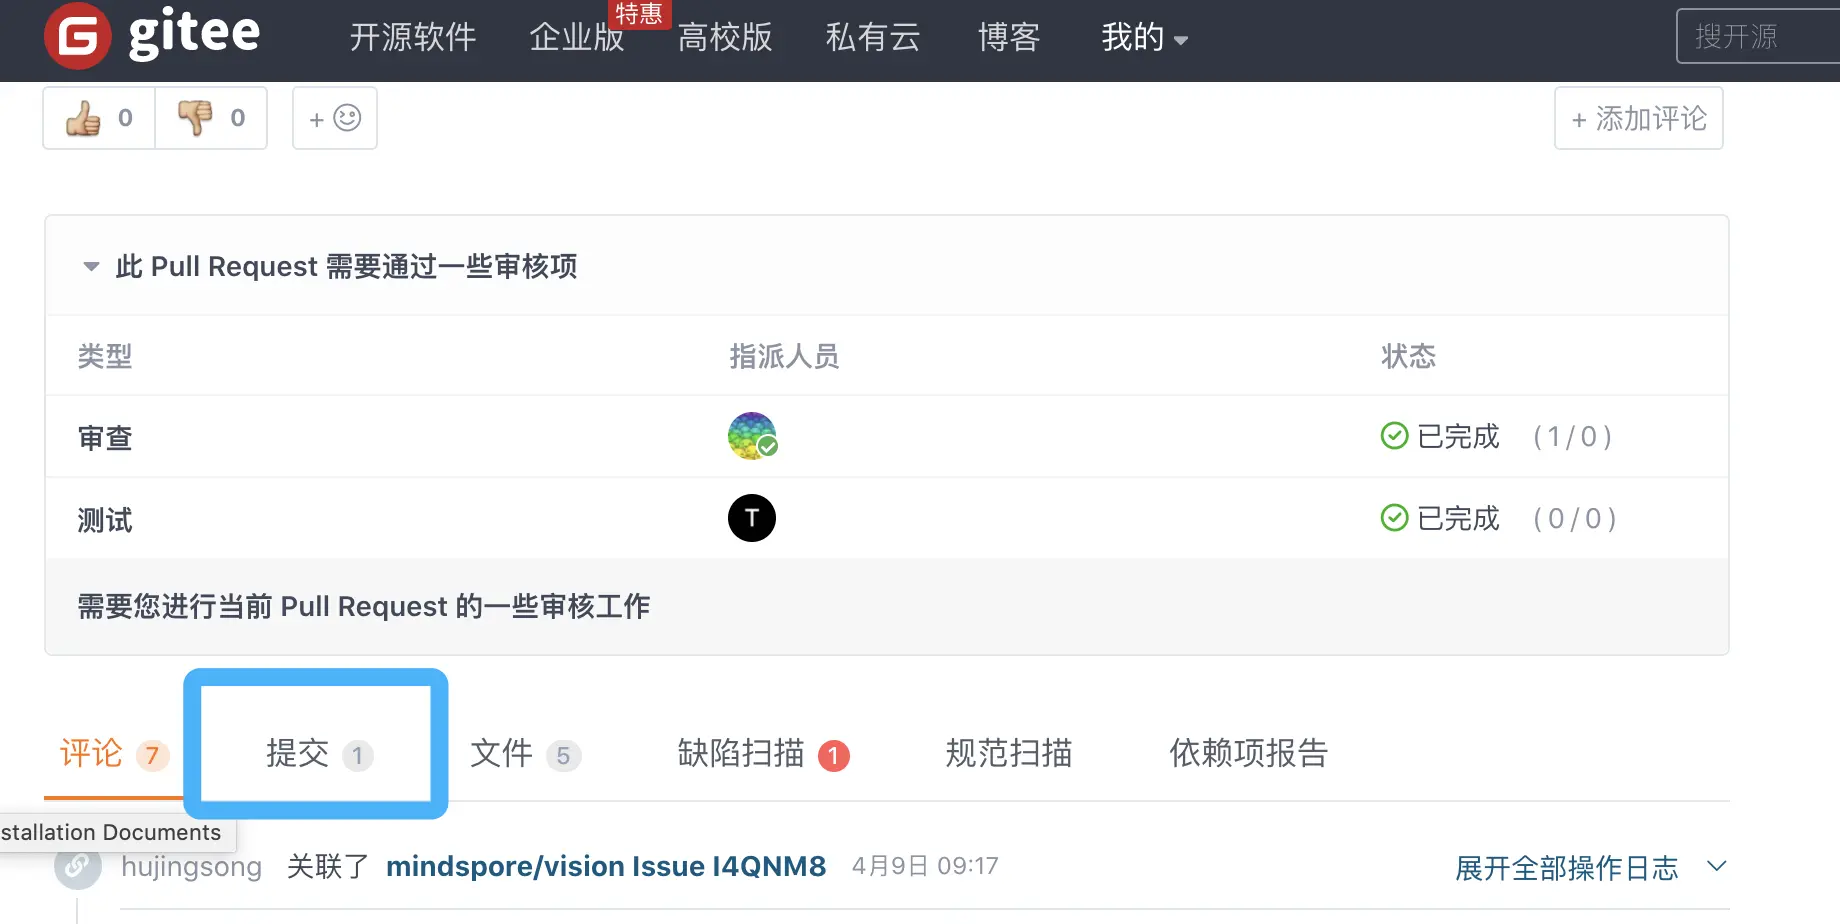 gitee 开源软件 企业版 特惠 高校版 私有云 博客 我的 搜开源
0 0 + + 添加评论
此 Pull Request 需要通过一些审核项
类型 指派人员 状态
审查 已完成 (1/0)
测试 T 已完成 (0/0)
需要您进行当前 Pull Request 的一些审核工作
评论 7 提交 1 文件 5 缺陷扫描 1 规范扫描 依赖项报告
stallation Documents
hujingsong 关联了 mindspore/vision Issue I4QNM8 4月9日 09:17 展开全部操作日志